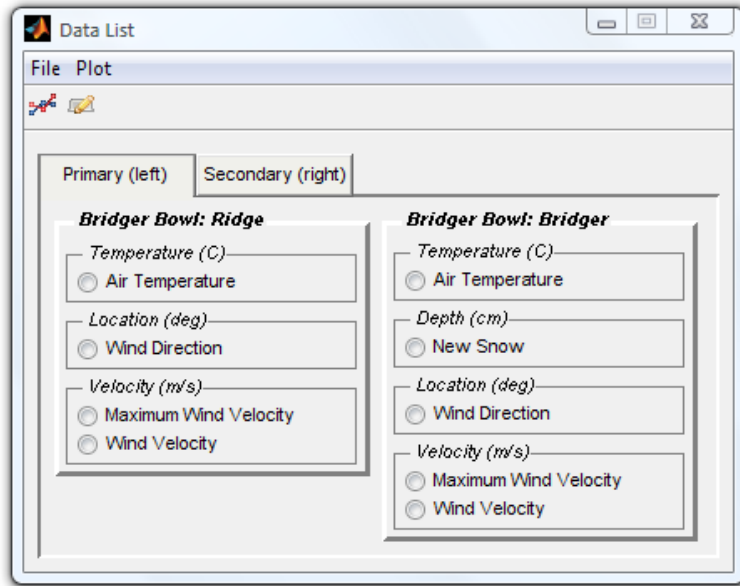 Data List
File Plot
Primary (left) Secondary (right)
Bridger Bowl: Ridge
Temperature (C)
Air Temperature
Location (deg)
Wind Direction
Velocity (m/s)
Maximum Wind Velocity
Wind Velocity
Bridger Bowl: Bridger
Temperature (C)
Air Temperature
Depth (cm)
New Snow
Location (deg)
Wind Direction
Velocity (m/s)
Maximum Wind Velocity
Wind Velocity